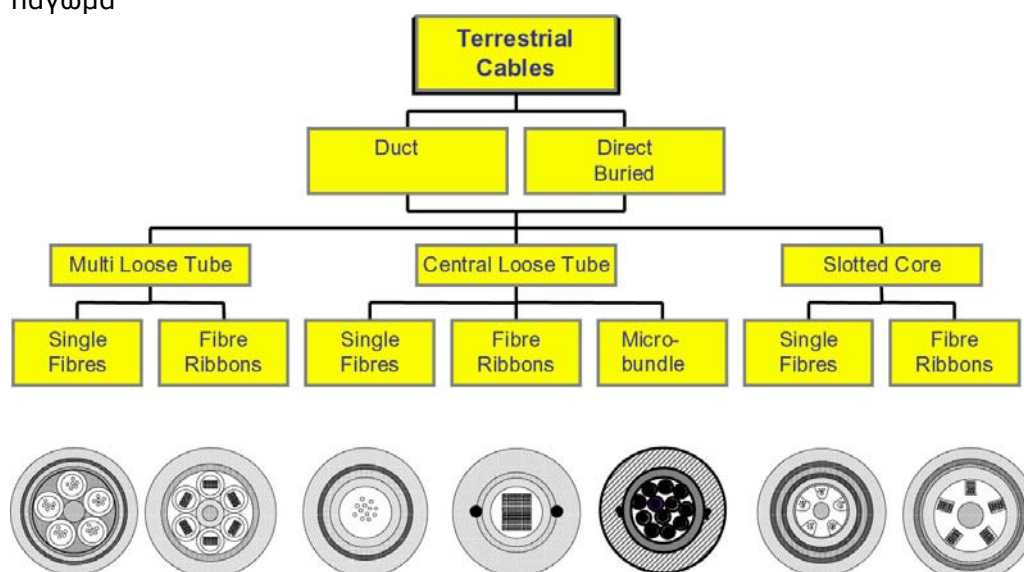 πάγωμα
Terrestrial
Cables
Duct
Direct
Buried
Multi Loose Tube
Central Loose Tube
Slotted Core
Single
Fibres
Fibre
Ribbons
Single
Fibres
Fibre
Ribbons
Micro-
bundle
Single
Fibres
Fibre
Ribbons